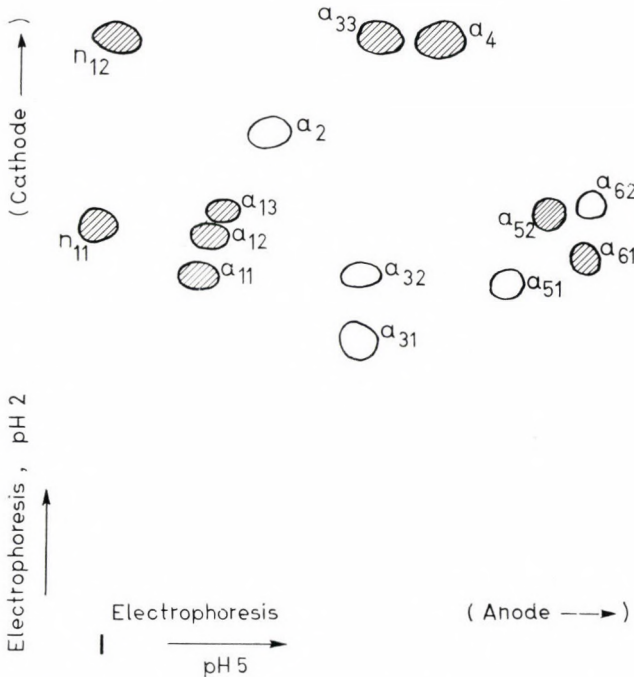 (Cathode ⟶)
n12
α33
α4
α2
n11
α13
α12
α11
α32
α31
α52
α62
α61
α51
Electrophoresis, pH 2
Electrophoresis
pH 5
(Anode ⟶)